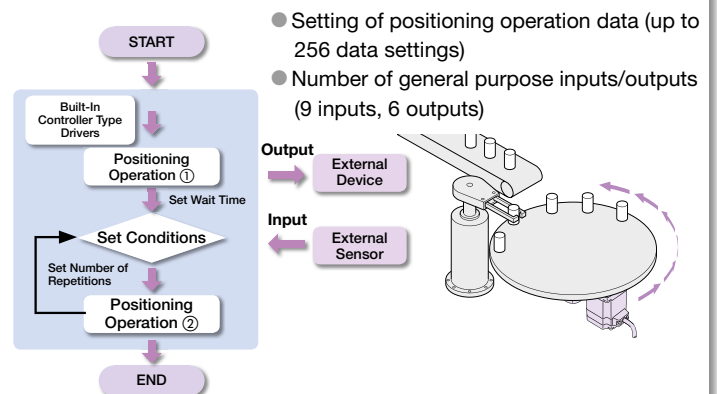 START
● Setting of positioning operation data (up to
256 data settings)
● Number of general purpose inputs/outputs
(9 inputs, 6 outputs)
Built-In
Controller Type
Drivers
Positioning
Operation ①
Output
External
Device
Set Wait Time
Set Conditions
Input
External
Sensor
Set Number of
Repetitions
Positioning
Operation ②
END